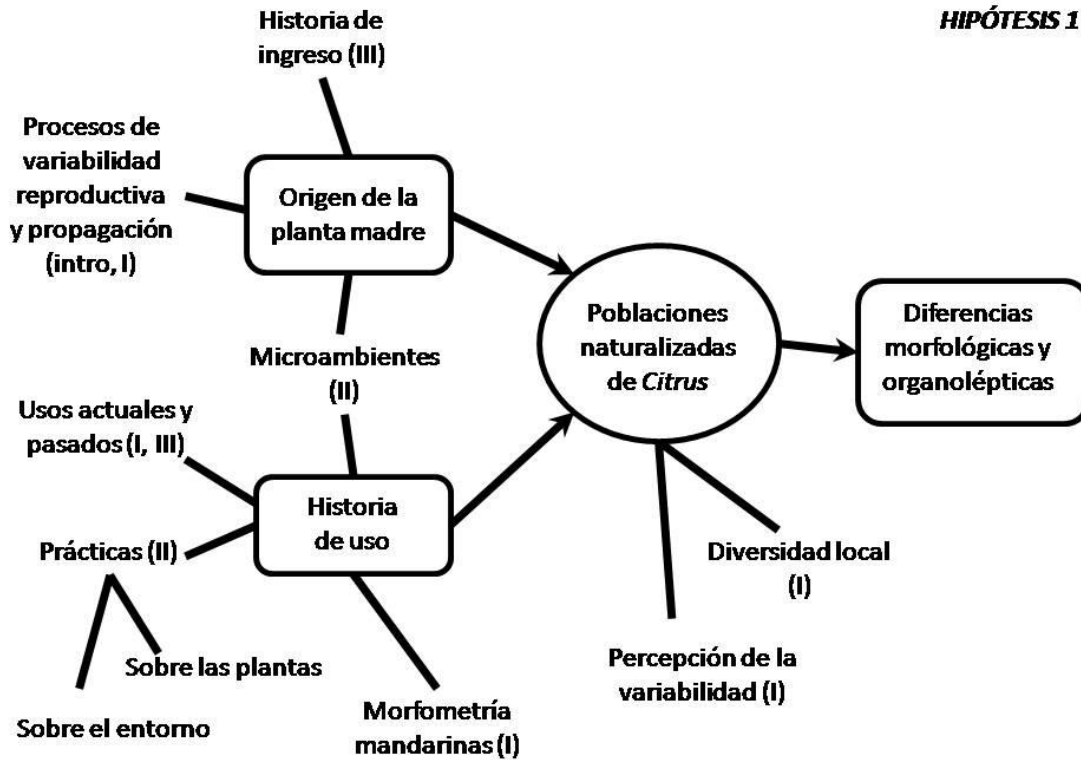 HIPÓTESIS 1
Historia de
ingreso (III)
Procesos de
variabilidad
reproductiva
y propagación
(intro, I)
Origen de la
planta madre
Microambientes
(II)
Usos actuales y
pasados (I, III)
Historia
de uso
Prácticas (II)
Sobre las plantas
Sobre el entorno
Morfometría
mandarinas (I)
Poblaciones
naturalizadas
de Citrus
Diversidad local
(I)
Percepción de la
variabilidad (I)
Diferencias
morfológicas y
organolépticas